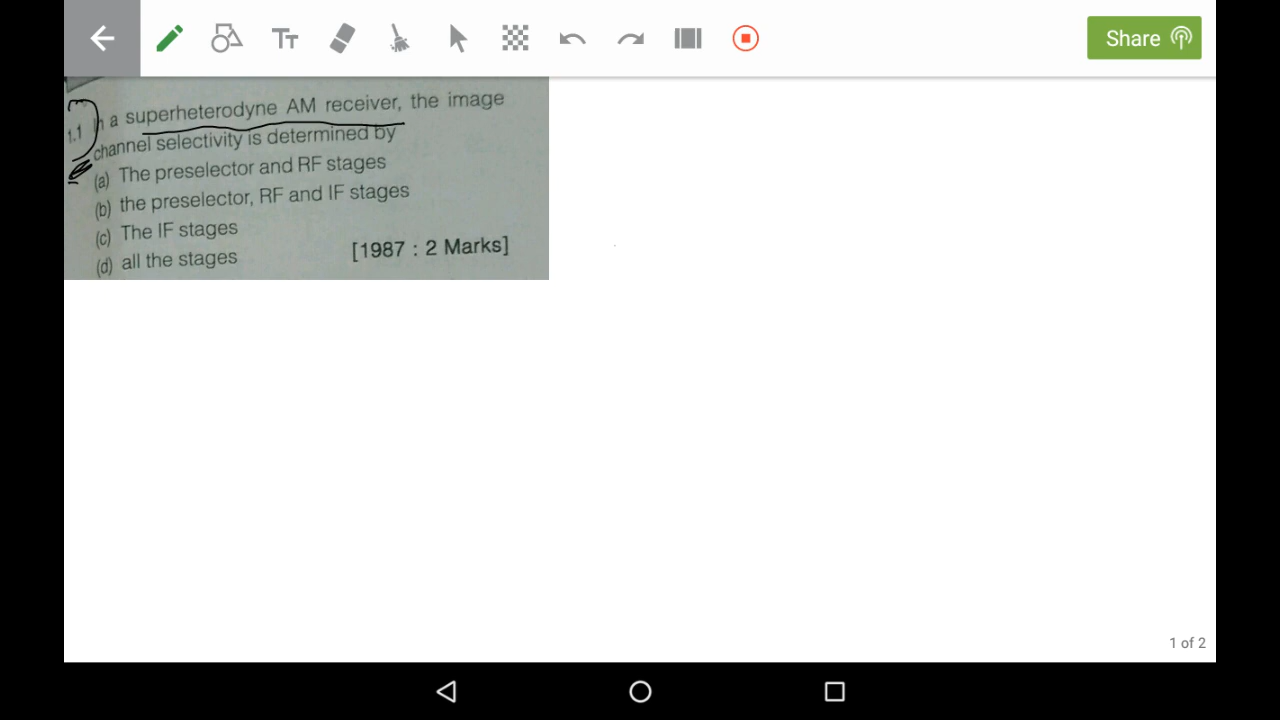 TT
Share
1.1 In a superheterodyne AM receiver, the image
channel selectivity is determined by
(a) The preselector and RF stages
(b) the preselector, RF and IF stages
(c) The IF stages
(d) all the stages
[1987 : 2 Marks]
1 of 2